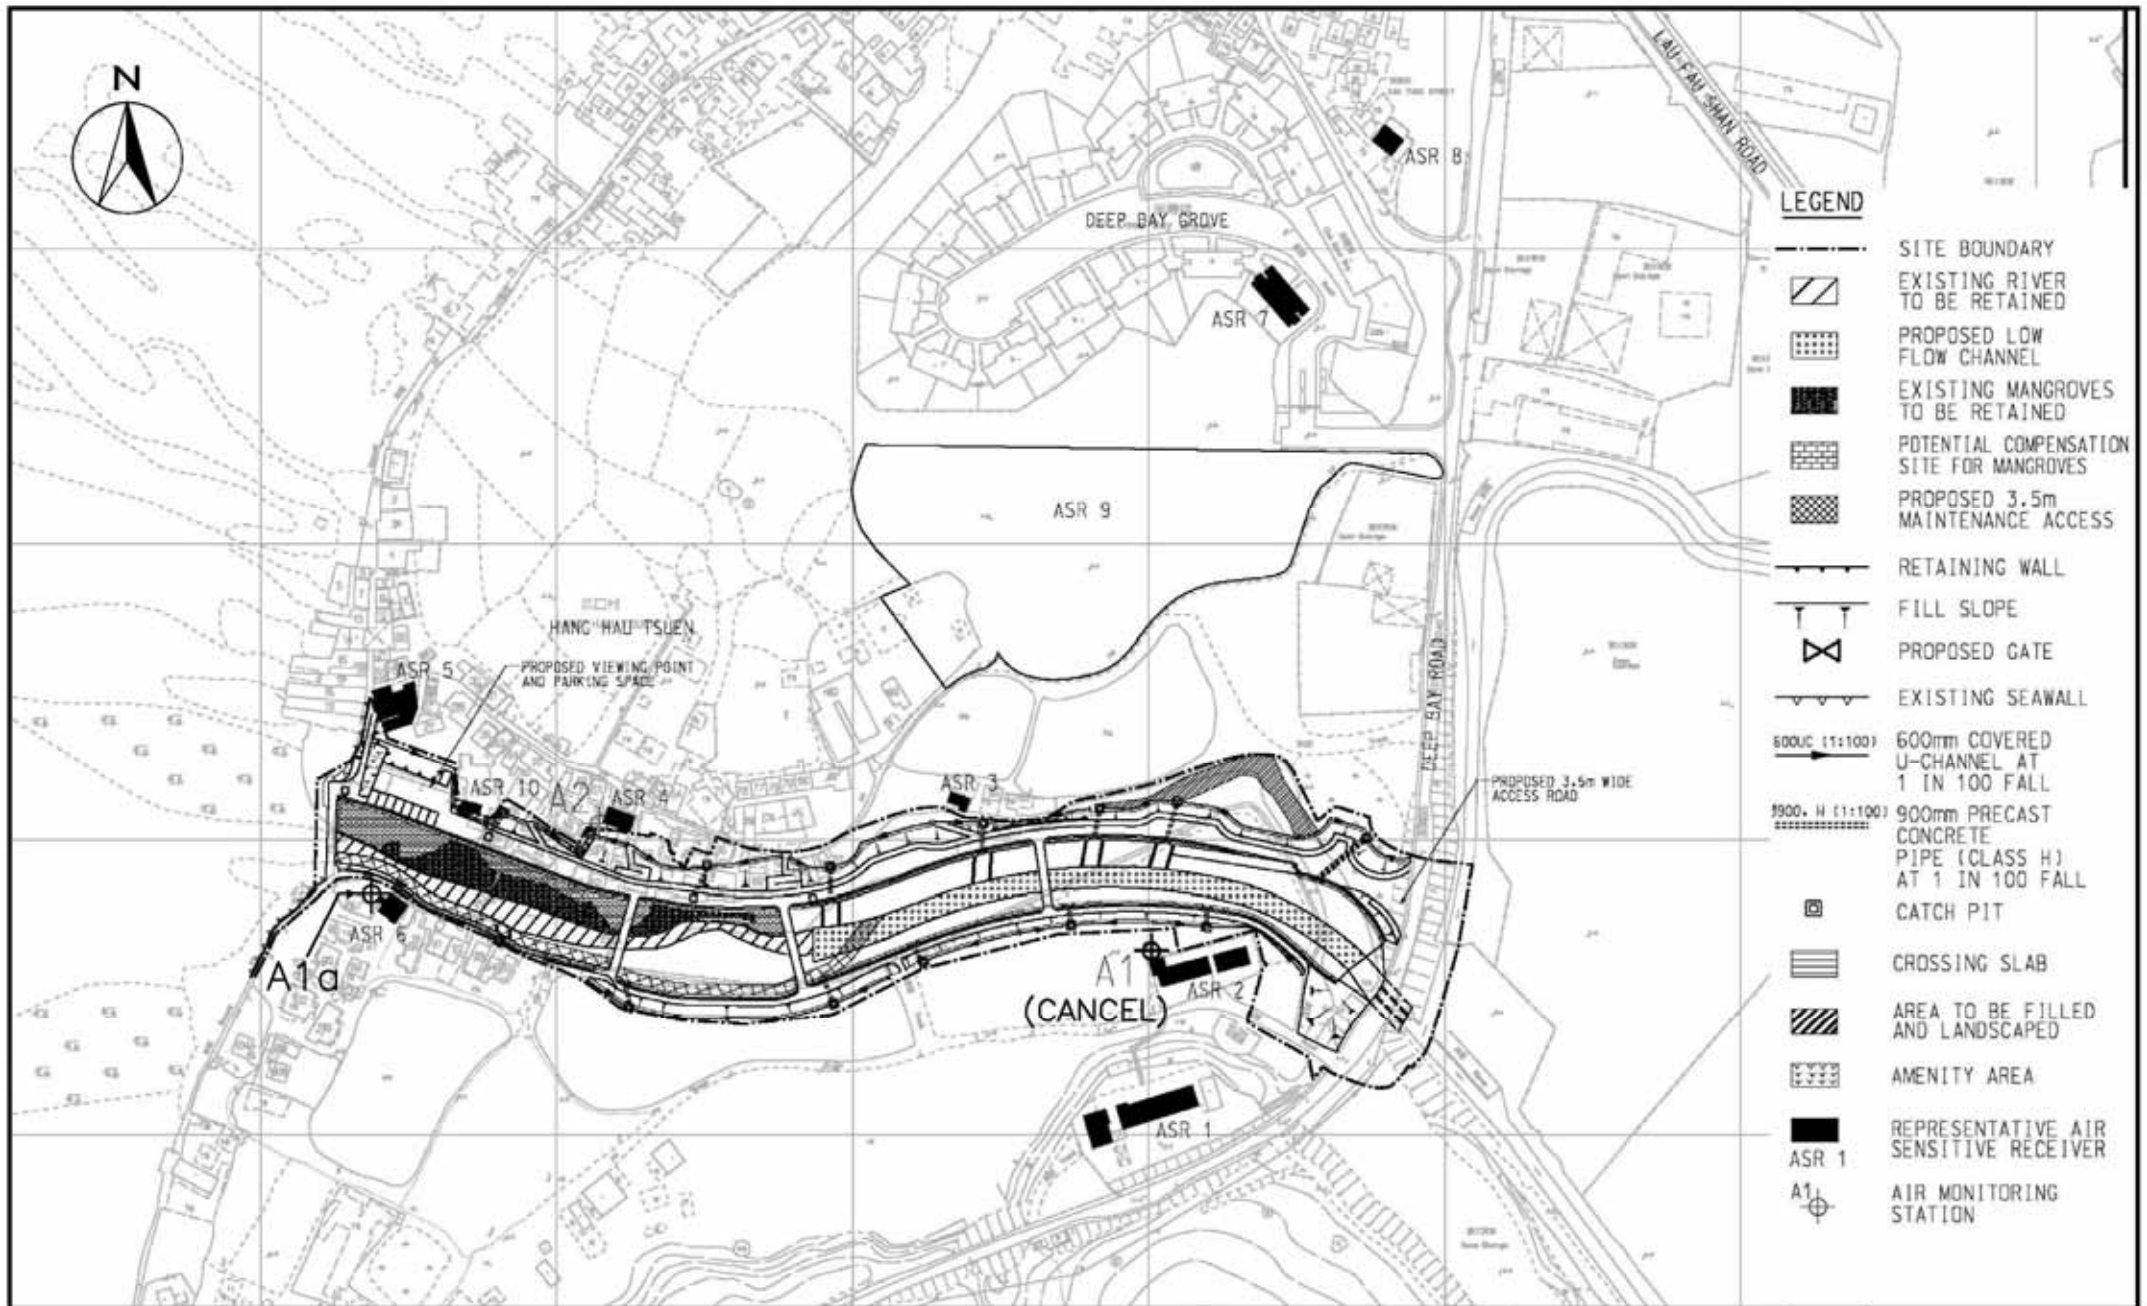 N
LAU FAU SHAN ROAD
ASR 8
DEEP BAY GROVE
ASR 7
ASR 9
HANG HAU TSUEN
PROPOSED VIEWING POINT
AND PARKING SPACE
ASR 5
DEEP BAY ROAD
PROPOSED 3.5m WIDE
ACCESS ROAD
ASR 10
A2
ASR 4
ASR 3
ASR 6
A1a
A1
(CANCEL)
ASR 2
ASR 1
LEGEND
SITE BOUNDARY
EXISTING RIVER
TO BE RETAINED
PROPOSED LOW
FLOW CHANNEL
EXISTING MANGROVES
TO BE RETAINED
POTENTIAL COMPENSATION
SITE FOR MANGROVES
PROPOSED 3.5m
MAINTENANCE ACCESS
RETAINING WALL
FILL SLOPE
PROPOSED GATE
EXISTING SEAWALL
600UC (1:100)
600mm COVERED
U-CHANNEL AT
1 IN 100 FALL
H (1:100)
900mm PRECAST
CONCRETE
PIPE (CLASS H)
AT 1 IN 100 FALL
CATCH PIT
CROSSING SLAB
AREA TO BE FILLED
AND LANDSCAPED
AMENITY AREA
REPRESENTATIVE AIR
SENSITIVE RECEIVER
ASR 1
A1
AIR MONITORING
STATION